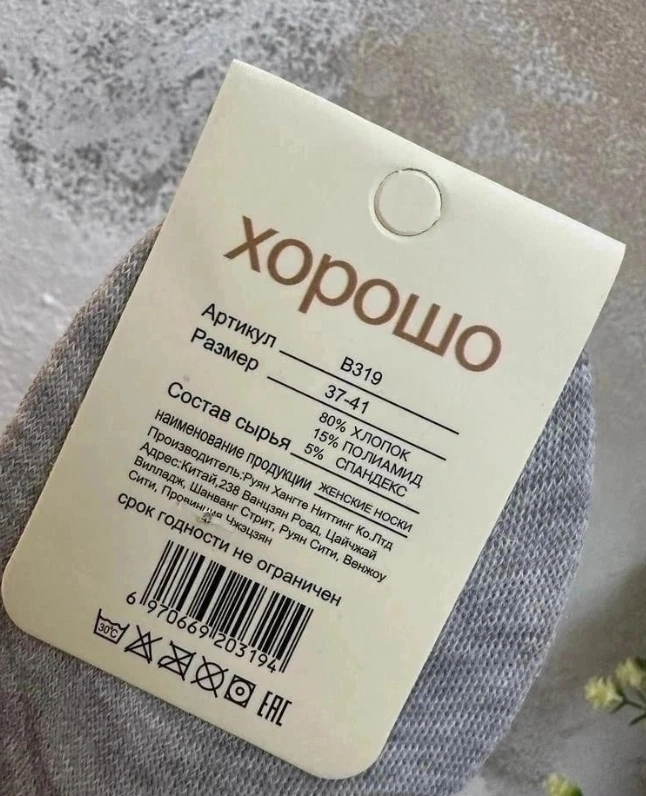 хорошо
Артикул B319
Размер 37-41
Состав сырья 80% ХЛОПОК
15% ПОЛИАМИД
5% СПАНДЕКС
наименование продукции ЖЕНСКИЕ НОСКИ
Производитель:Руян Хангте Ниттинг Ко.Лтд
Адрес:Китай,238 Ванцзян Роад, Цайчжай
Вилладж, Шанванг Стрит, Руян Сити, Венжоу
Сити, Провинция Чжэцзян
срок годности не ограничен
6 970669 203194
30°C
EAC